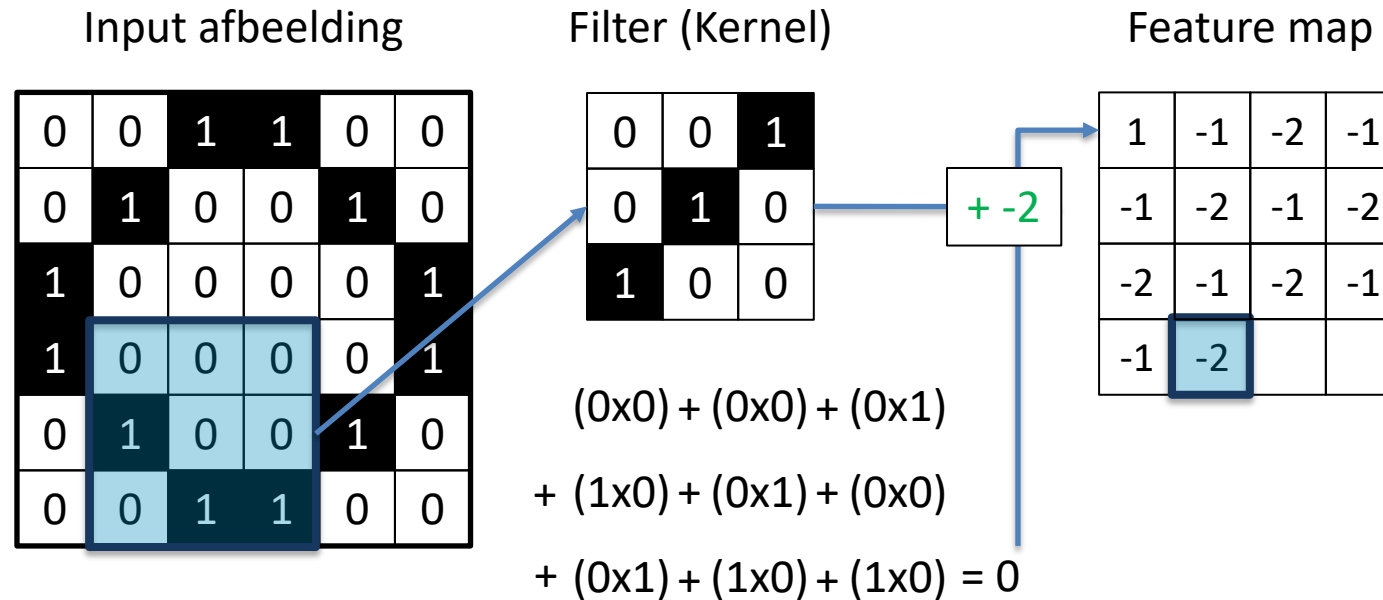 Input afbeelding Filter (Kernel) Feature map
0 0 1 1 0 0
0 1 0 0 1 0
1 0 0 0 0 1
1 0 0 0 0 1
0 1 0 0 1 0
0 0 1 1 0 0
0 0 1
0 1 0
1 0 0
(0x0) + (0x0) + (0x1)
+ (1x0) + (0x1) + (0x0)
+ (0x1) + (1x0) + (1x0) = 0
+ -2
1 -1 -2 -1
-1 -2 -1 -2
-2 -1 -2 -1
-1 -2